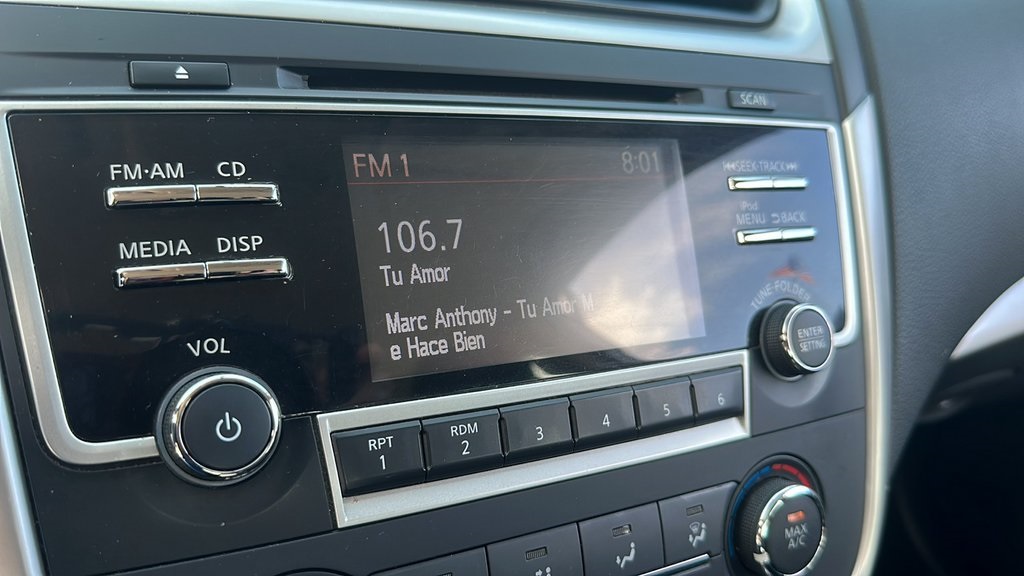 SCAN
FM·AM CD
FM 1 8:01
SEEK·TRACK
MEDIA DISP
iPod
MENU BACK
106.7
Tu Amor
Marc Anthony - Tu Amor M
e Hace Bien
TUNE·FOLDER
ENTER
SETTING
VOL
RPT
1
RDM
2
3
4
5
6
MAX
A/C